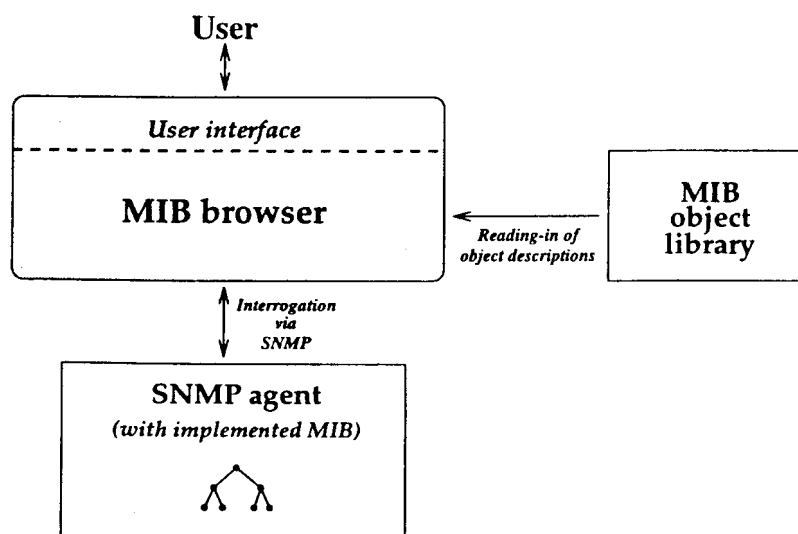 User
User interface
MIB browser
MIB
object
library
Reading-in of
object descriptions
Interrogation
via
SNMP
SNMP agent
(with implemented MIB)